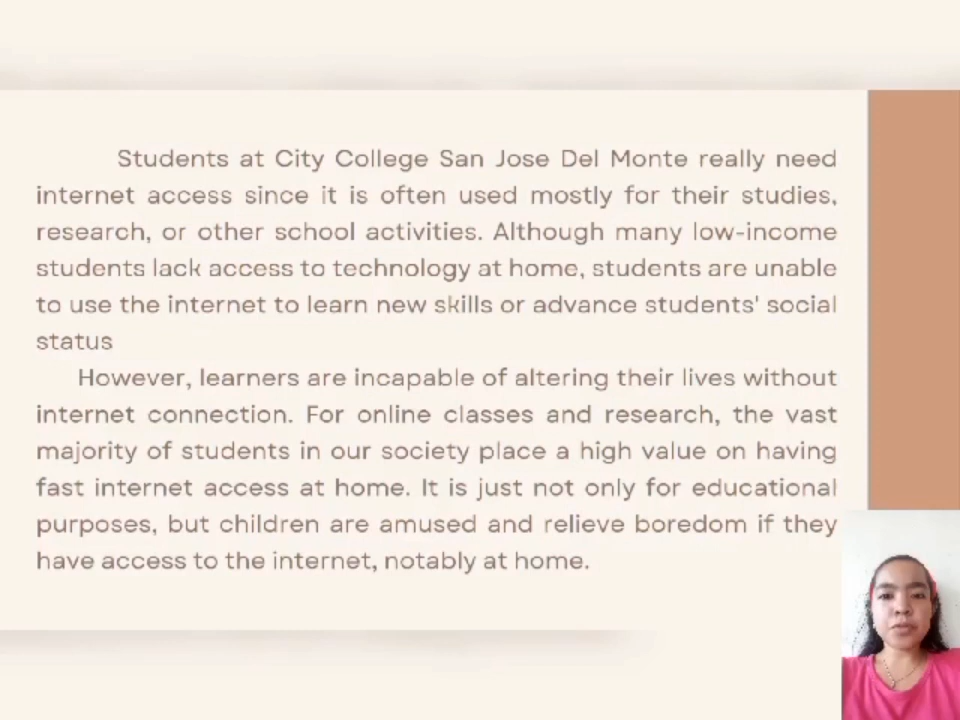 Students at City College San Jose Del Monte really need
internet access since it is often used mostly for their studies,
research, or other school activities. Although many low-income
students lack access to technology at home, students are unable
to use the internet to learn new skills or advance students' social
status
However, learners are incapable of altering their lives without
internet connection. For online classes and research, the vast
majority of students in our society place a high value on having
fast internet access at home. It is just not only for educational
purposes, but children are amused and relieve boredom if they
have access to the internet, notably at home.